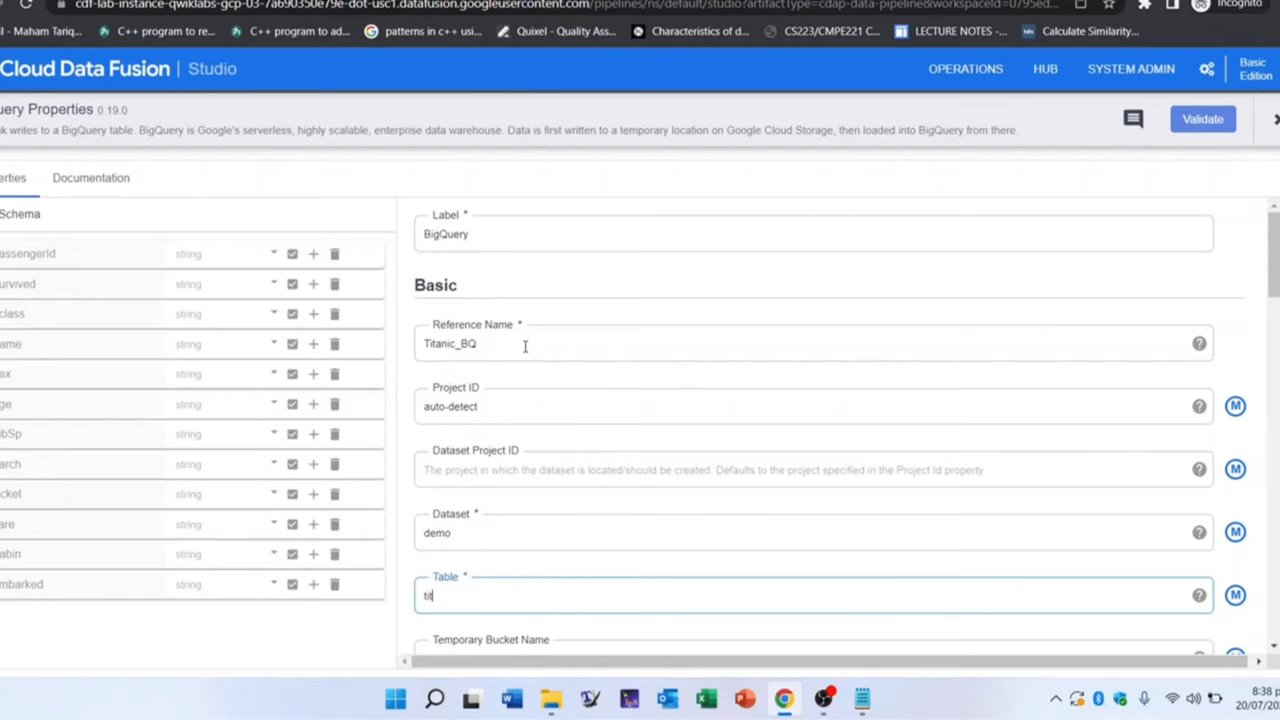 cdf-lab-instance-qwiklabs-gcp-03-7a690350e79e-dot-usc1.datafusion.googleusercontent.com/pipelines/ns/default/studio?artifactType=cdap-data-pipeline&workspaceId=0795ed...
Incognito
l - Maham Tariq...
C++ program to re...
C++ program to ad...
patterns in c++ usi...
Quixel - Quality Ass...
Characteristics of d...
CS223/CMPE221 C...
LECTURE NOTES -...
Calculate Similarity...
Cloud Data Fusion | Studio
OPERATIONS
HUB
SYSTEM ADMIN
Basic
Edition
uery Properties 0.19.0
nk writes to a BigQuery table. BigQuery is Google's serverless, highly scalable, enterprise data warehouse. Data is first written to a temporary location on Google Cloud Storage, then loaded into BigQuery from there.
Validate
erties
Documentation
Schema
assengerId string
urvived string
class string
ame string
ex string
ge string
ibSp string
arch string
cket string
are string
abin string
mbarked string
Label *
BigQuery
Basic
Reference Name *
Titanic_BQ
Project ID
auto-detect
M
Dataset Project ID
The project in which the dataset is located/should be created. Defaults to the project specified in the Project Id property.
M
Dataset *
demo
M
Table *
tit
M
Temporary Bucket Name
8:38 p
20/07/20